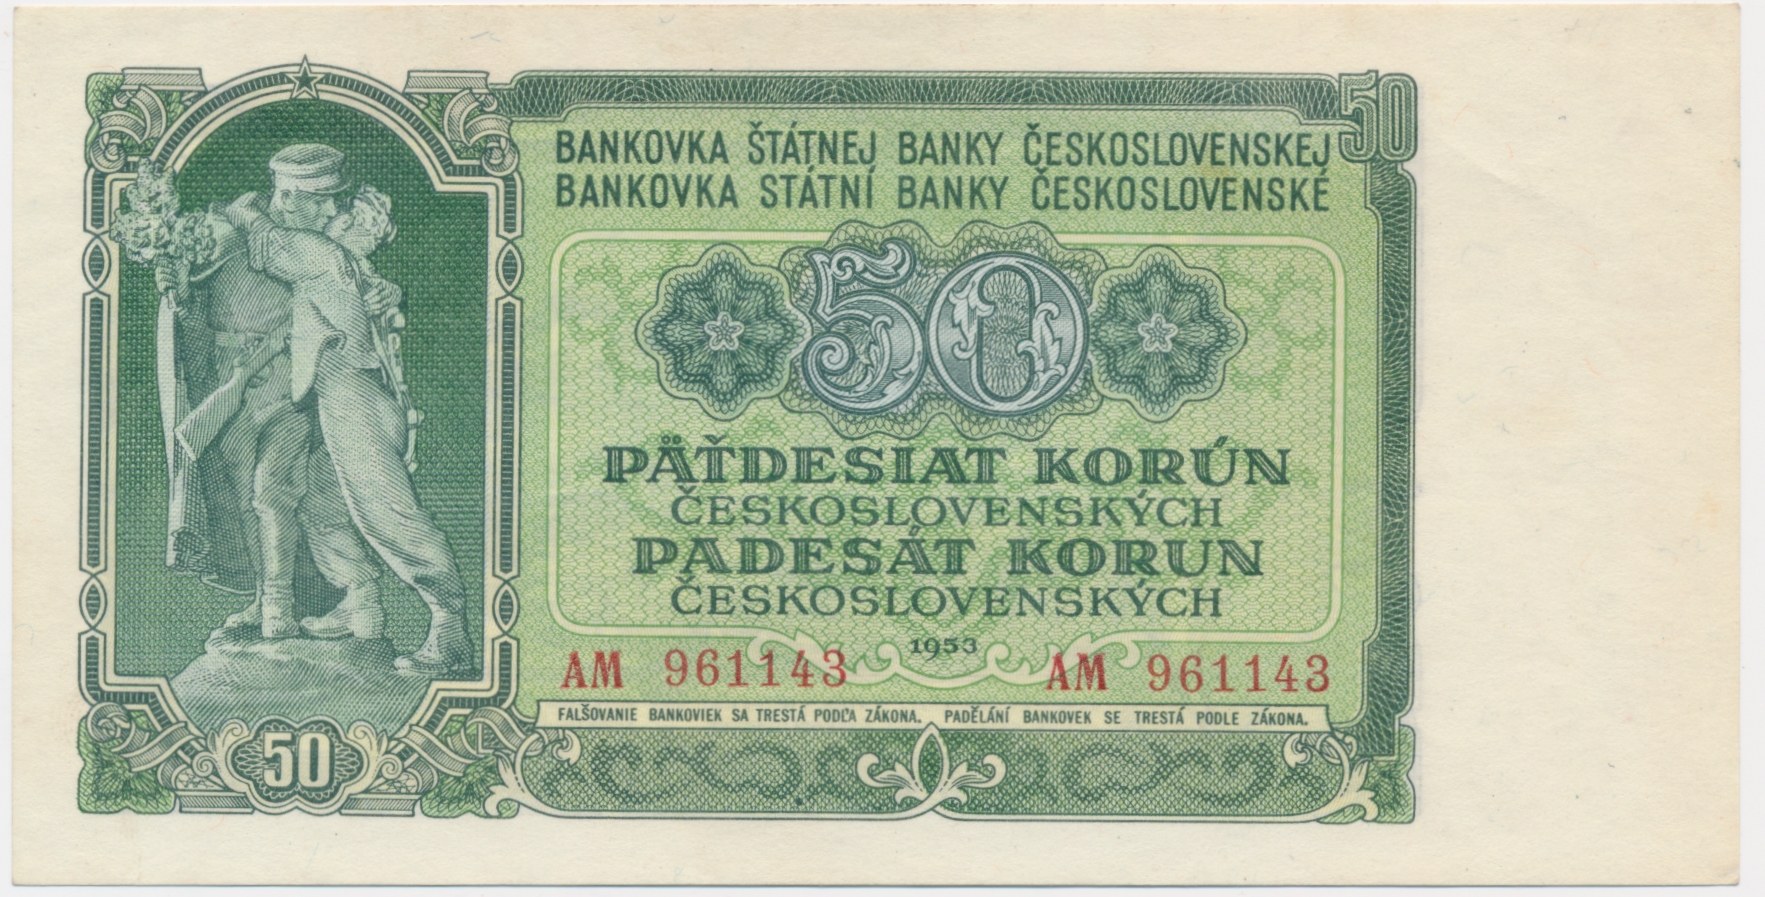 50
BANKOVKA ŠTÁTNEJ BANKY ČESKOSLOVENSKEJ
BANKOVKA STÁTNÍ BANKY ČESKOSLOVENSKÉ
50
PÄŤDESIAT KORÚN
ČESKOSLOVENSKÝCH
PADESÁT KORUN
ČESKOSLOVENSKÝCH
1953
AM 961143 AM 961143
FALŠOVANIE BANKOVIEK SA TRESTÁ PODĽA ZÁKONA. PADĚLÁNÍ BANKOVEK SE TRESTÁ PODLE ZÁKONA.
50